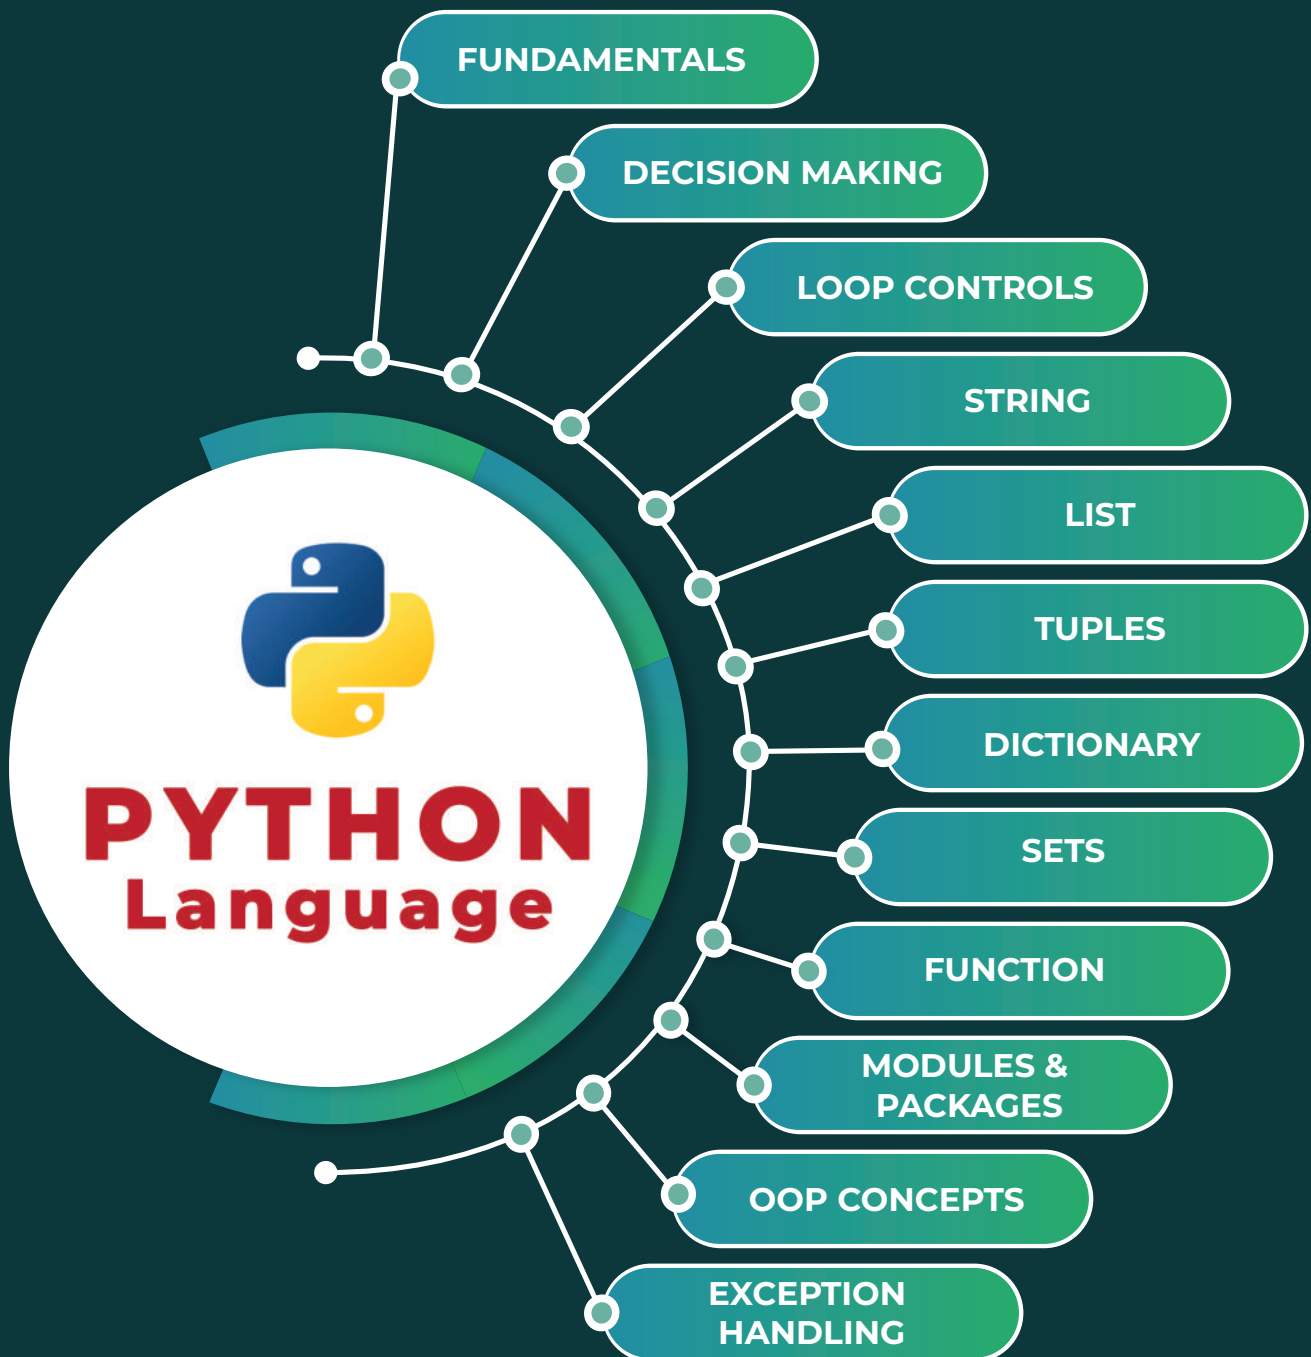 FUNDAMENTALS
DECISION MAKING
LOOP CONTROLS
STRING
LIST
TUPLES
DICTIONARY
SETS
FUNCTION
MODULES &
PACKAGES
OOP CONCEPTS
EXCEPTION
HANDLING
PYTHON
Language